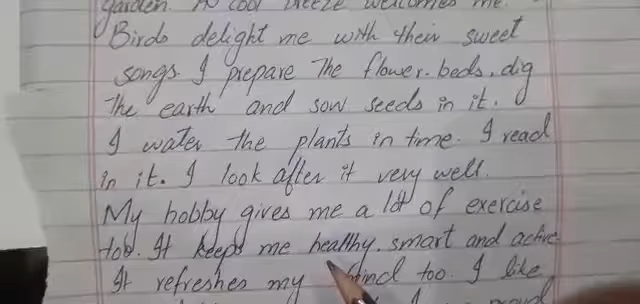 garden. A cool breeze welcomes me.
Birds delight me with their sweet
songs. I prepare the flower-beds, dig
the earth and sow seeds in it.
I water the plants in time. I read
in it. I look after it very well.
My hobby gives me a lot of exercise
too. It keeps me healthy, smart and active
It refreshes my mind too. I like